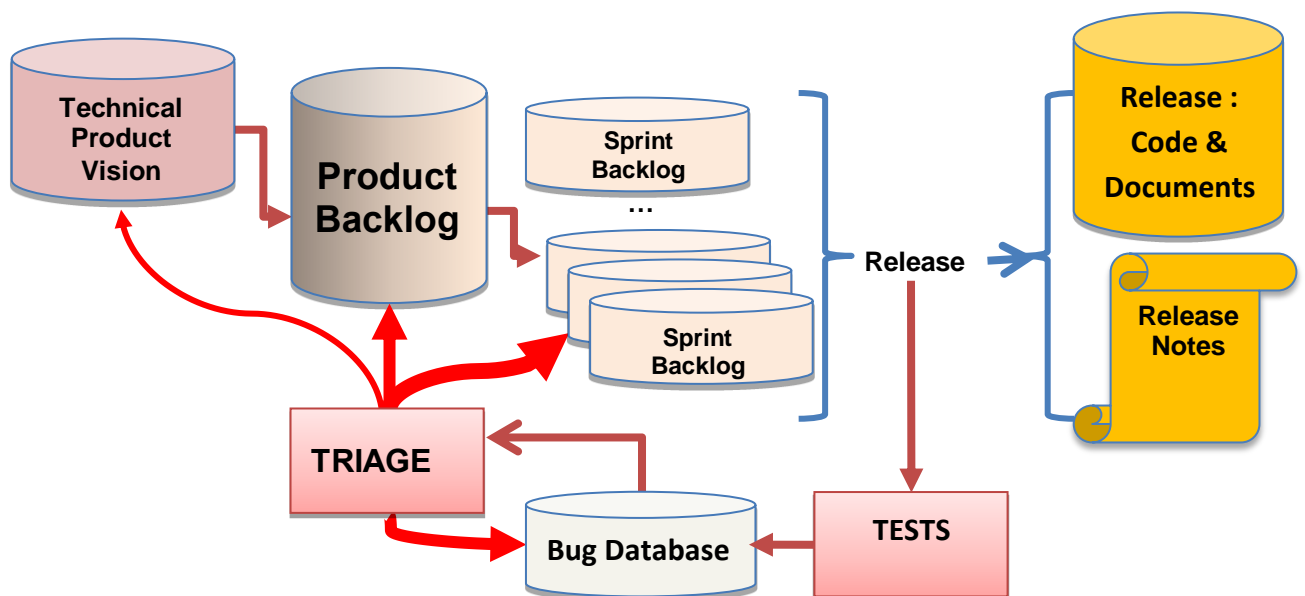 Technical
Product
Vision
Product
Backlog
Sprint
Backlog
...
Sprint
Backlog
Release
Release :
Code &
Documents
Release
Notes
TRIAGE
Bug Database
TESTS